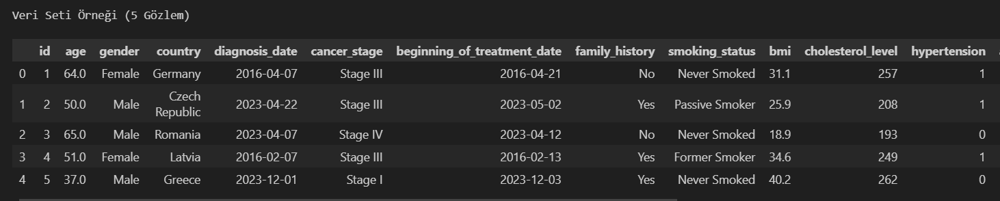 Veri Seti Örneği (5 Gözlem)
id age gender country diagnosis_date cancer_stage beginning_of_treatment_date family_history smoking_status bmi cholesterol_level hypertension
0 1 64.0 Female Germany 2016-04-07 Stage III 2016-04-21 No Never Smoked 31.1 257 1
1 2 50.0 Male Czech Republic 2023-04-22 Stage III 2023-05-02 Yes Passive Smoker 25.9 208 1
2 3 65.0 Male Romania 2023-04-07 Stage IV 2023-04-12 No Never Smoked 18.9 193 0
3 4 51.0 Female Latvia 2016-02-07 Stage III 2016-02-13 Yes Former Smoker 34.6 249 1
4 5 37.0 Male Greece 2023-12-01 Stage I 2023-12-03 Yes Never Smoked 40.2 262 0